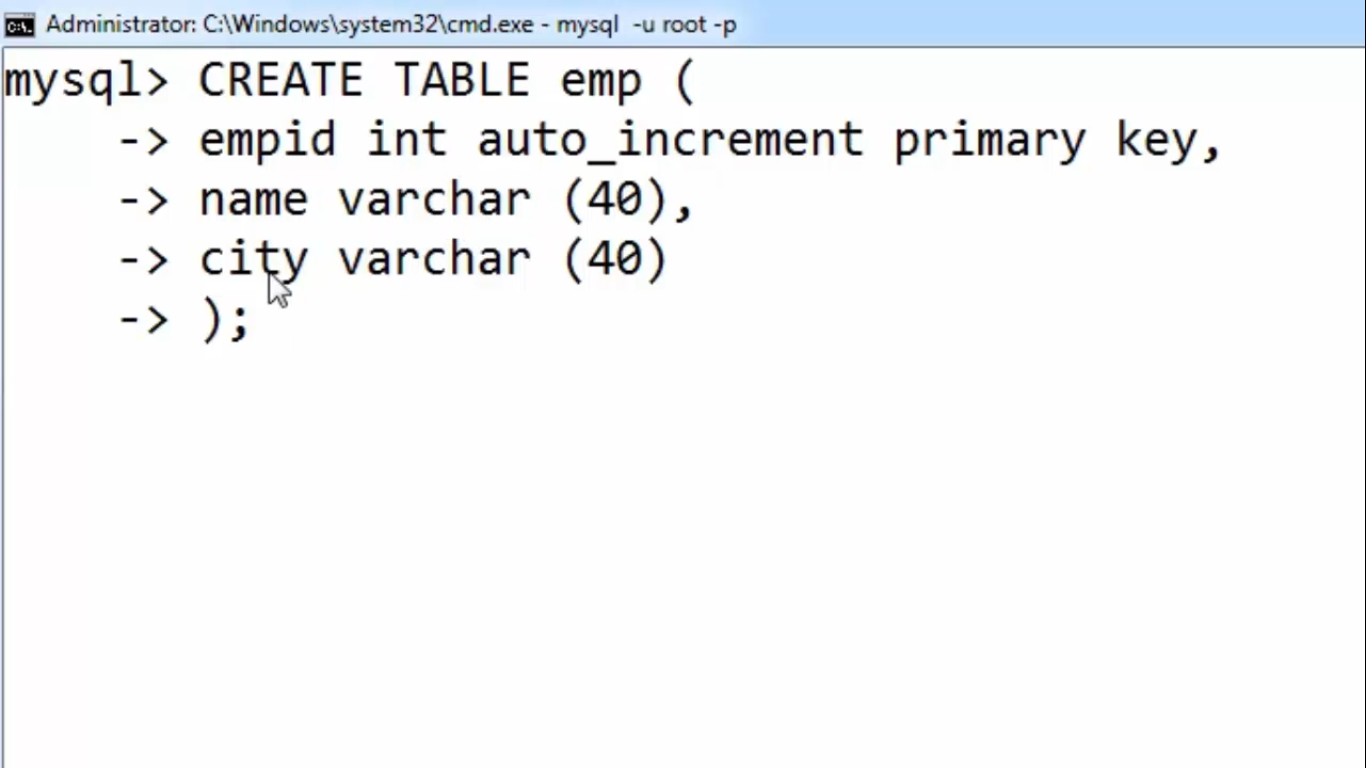 Administrator: C:\Windows\system32\cmd.exe - mysql  -u root -p
mysql> CREATE TABLE emp (
    -> empid int auto_increment primary key,
    -> name varchar (40),
    -> city varchar (40)
    -> );